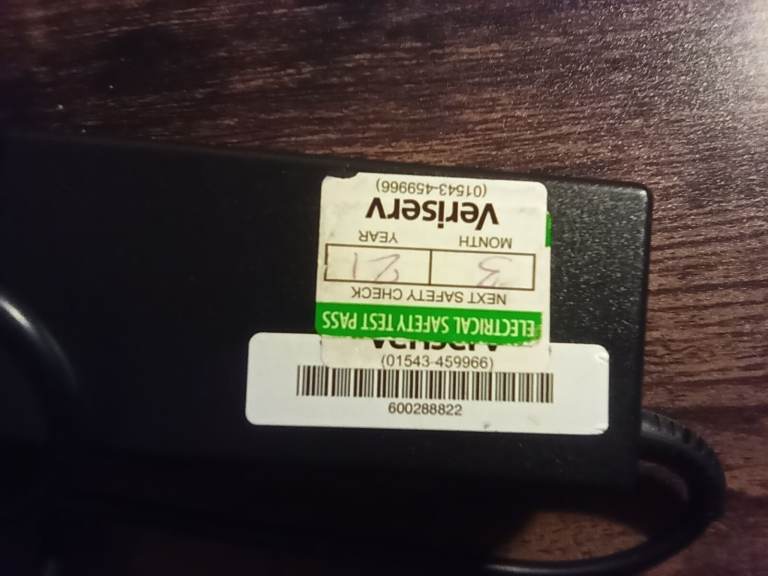 ELECTRICAL SAFETY TEST PASS
NEXT SAFETY CHECK
3 21
MONTH YEAR
Veriserv
(01543-459966)
(01543-459966)
600288822